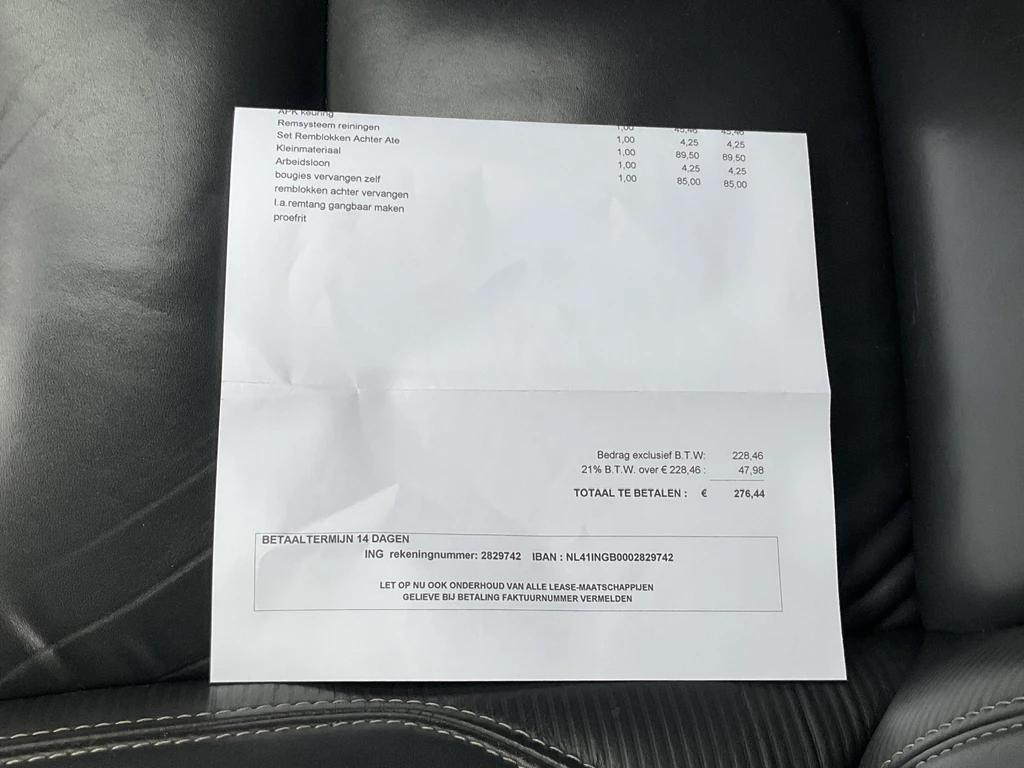 APK keuring 1,00 45,46 45,46
Remsysteem reiningen 1,00 4,25 4,25
Set Remblokken Achter Ate 1,00 89,50 89,50
Kleinmateriaal 1,00 4,25 4,25
Arbeidsloon 1,00 85,00 85,00
bougies vervangen zelf
remblokken achter vervangen
l.a.remtang gangbaar maken
proefrit
Bedrag exclusief B.T.W: 228,46
21% B.T.W. over € 228,46 : 47,98
TOTAAL TE BETALEN : € 276,44
BETAALTERMIJN 14 DAGEN
ING rekeningnummer: 2829742 IBAN : NL41INGB0002829742
LET OP NU OOK ONDERHOUD VAN ALLE LEASE-MAATSCHAPPIJEN
GELIEVE BIJ BETALING FAKTUURNUMMER VERMELDEN